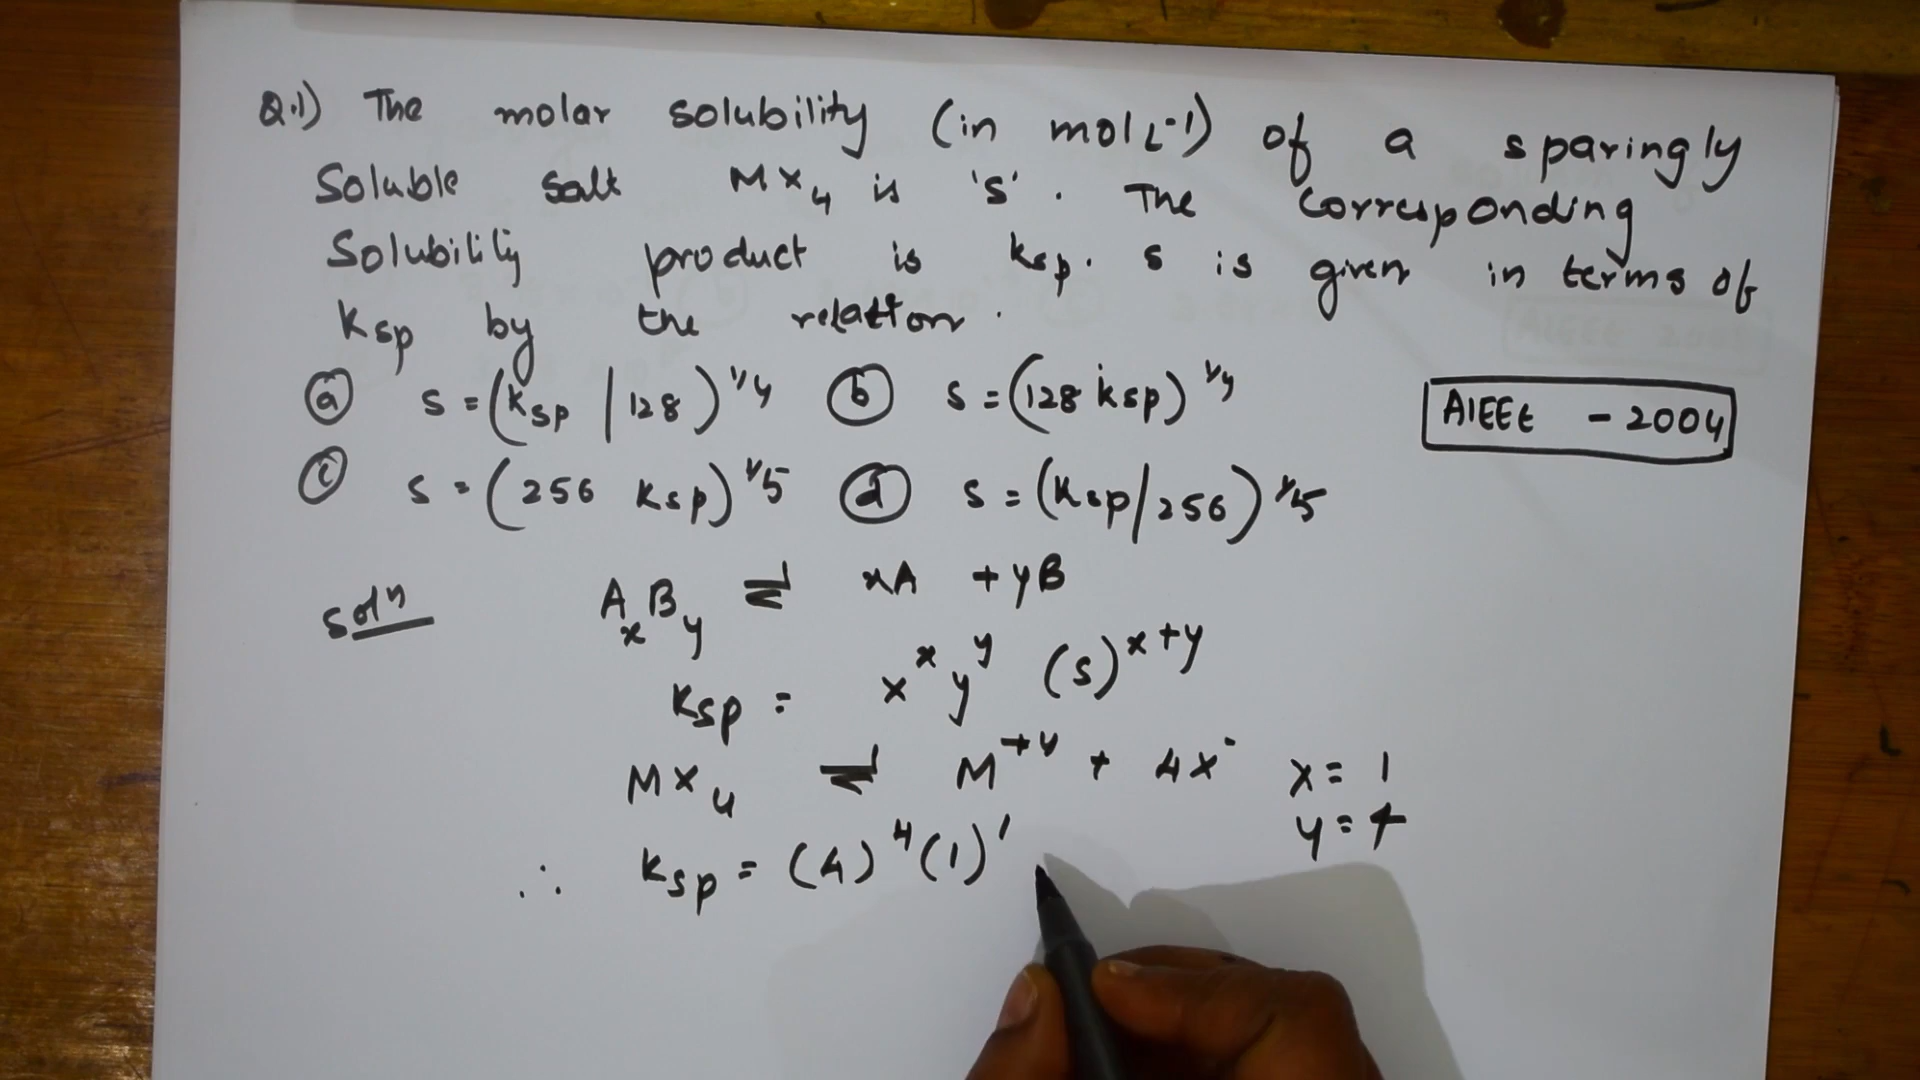 Q.1) The molar solubility (in mol L⁻¹) of a sparingly
Soluble salt MX₄ is 's'. The corresponding
Solubility product is Ksp. s is given in terms of
Ksp by the relation.
ⓐ s = (Ksp / 128)^1/4 ⓑ s = (128 Ksp)^1/4
AIEEE - 2004
ⓒ s = (256 Ksp)^1/5 ⓓ s = (Ksp/256)^1/5
Solⁿ
AxBy ⇌ xA + yB
Ksp = x^x y^y (s)^x+y
MX₄ ⇌ M⁺⁴ + 4X⁻ x = 1
y = 4
∴ Ksp = (4)⁴(1)¹